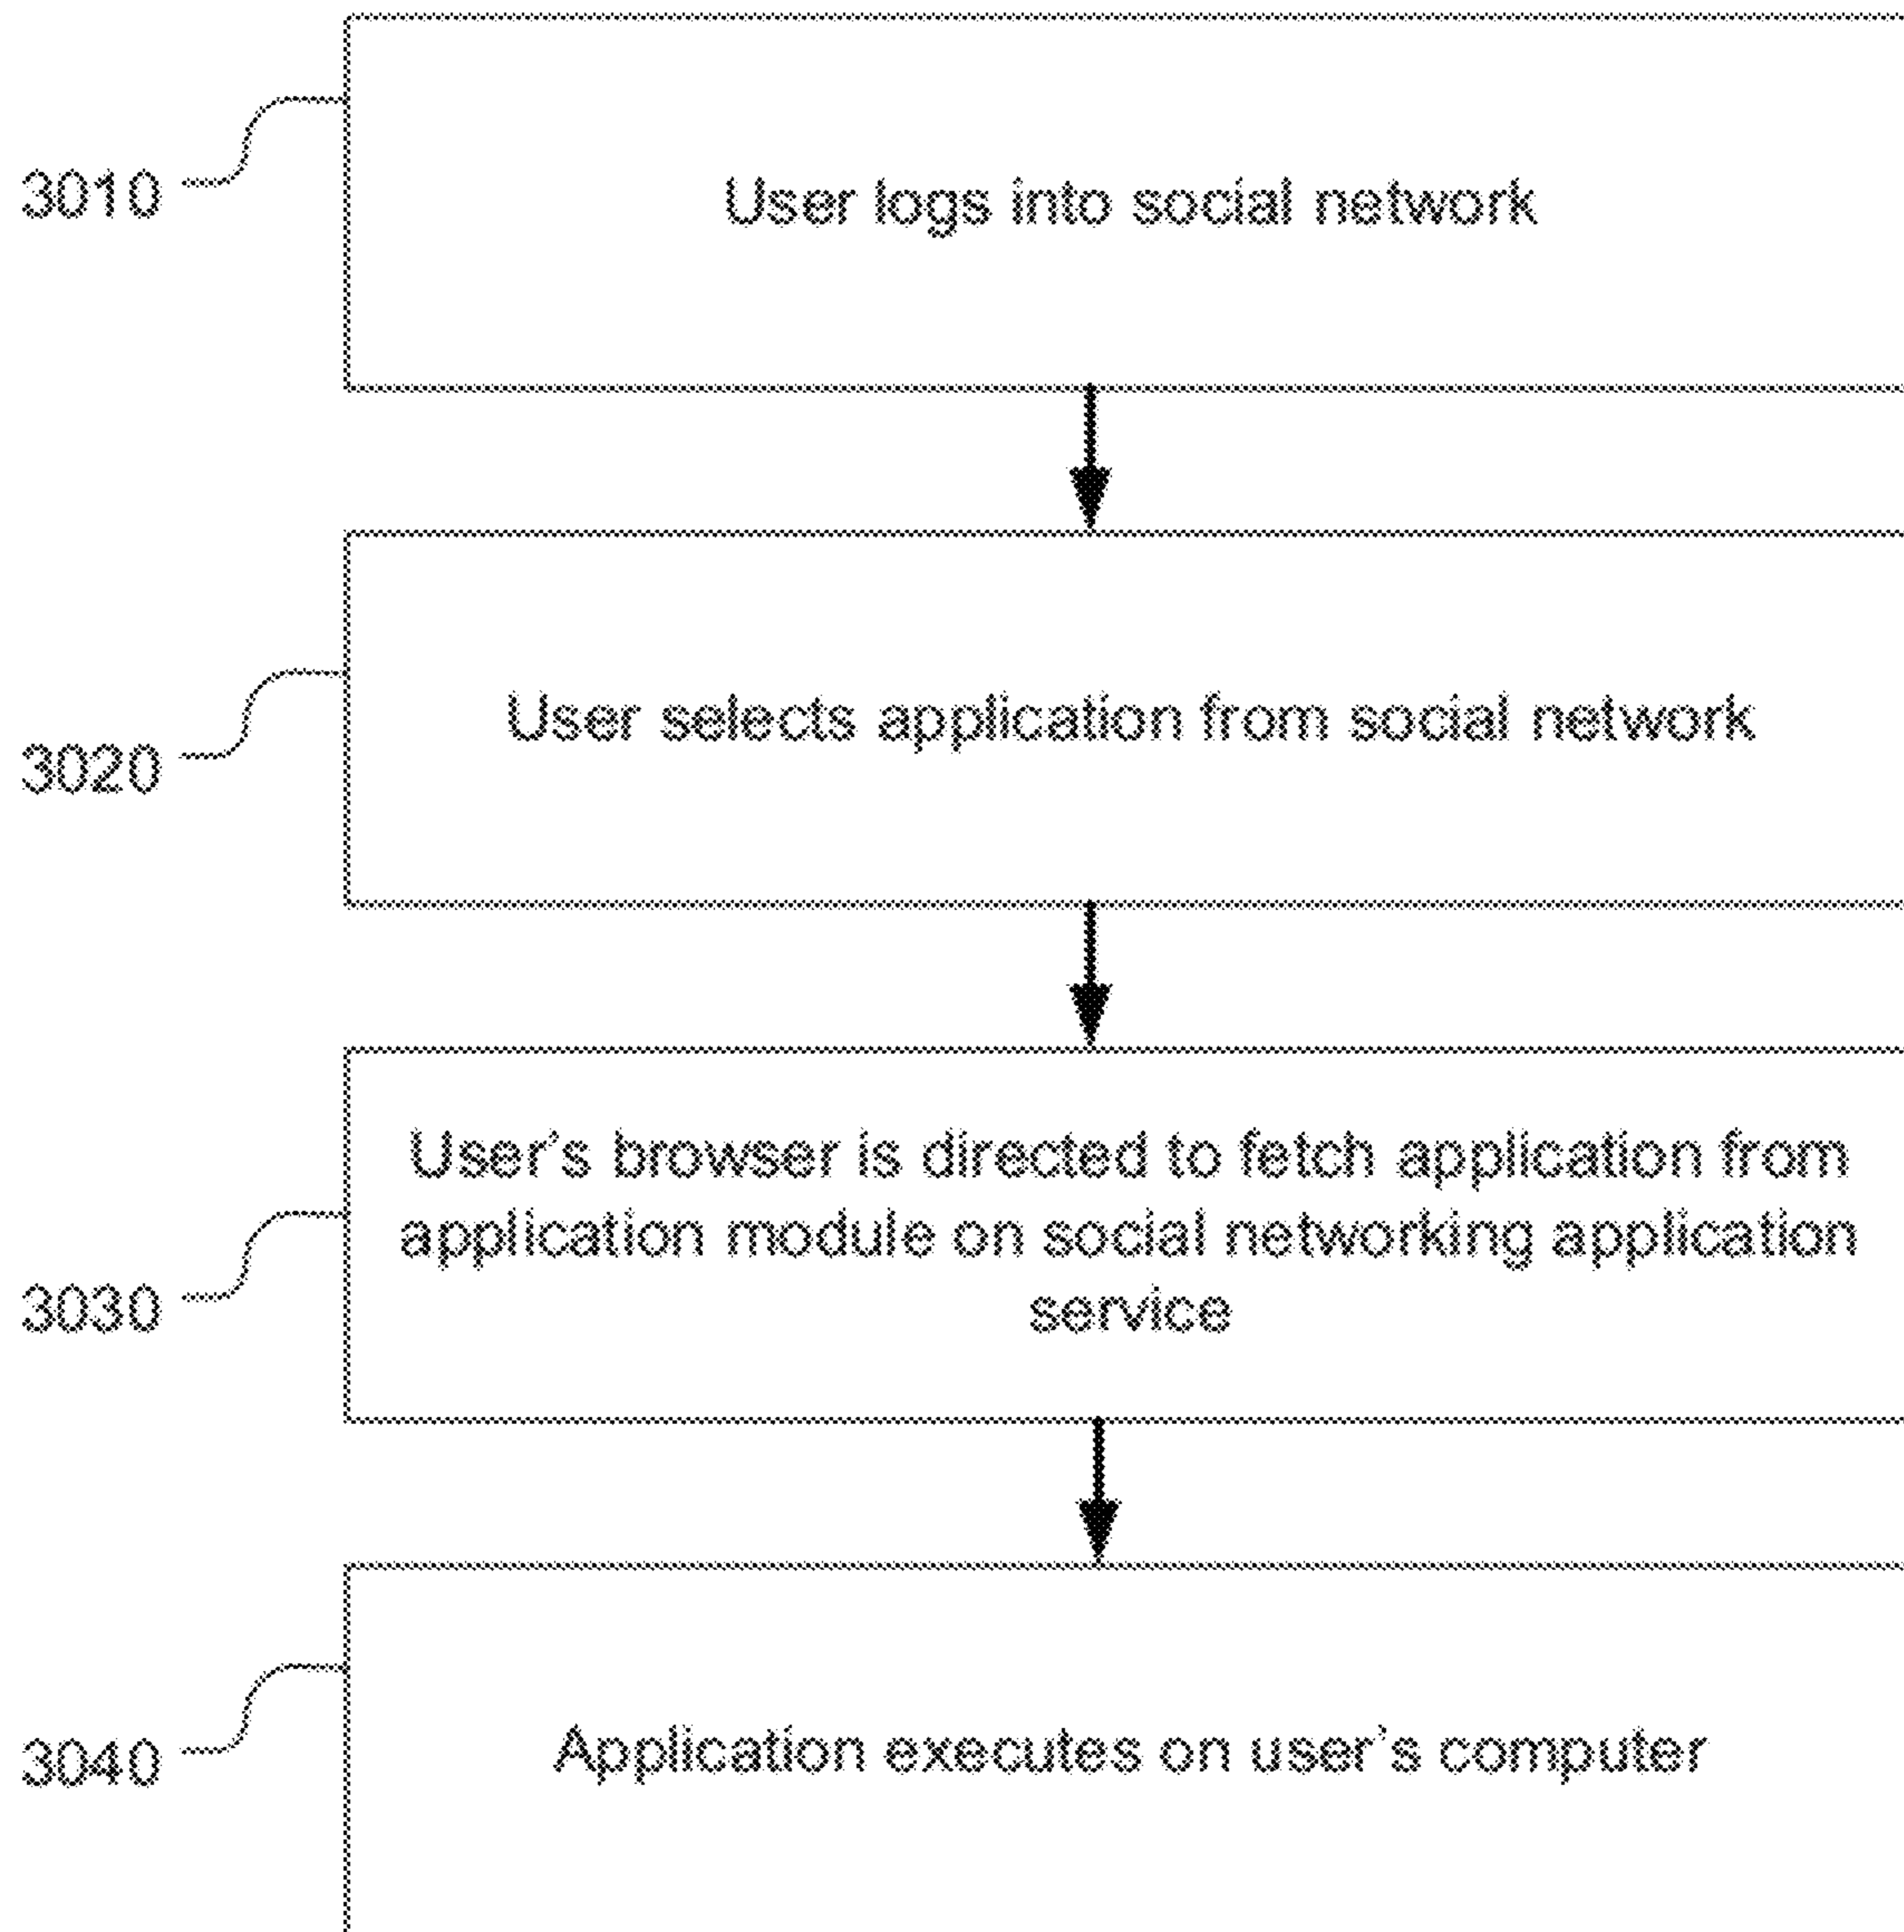 3010
User logs into social network
3020
User selects application from social network
User's browser is directed to fetch application from
application module on social networking application
service
3030
3040
Application executes on user's computer